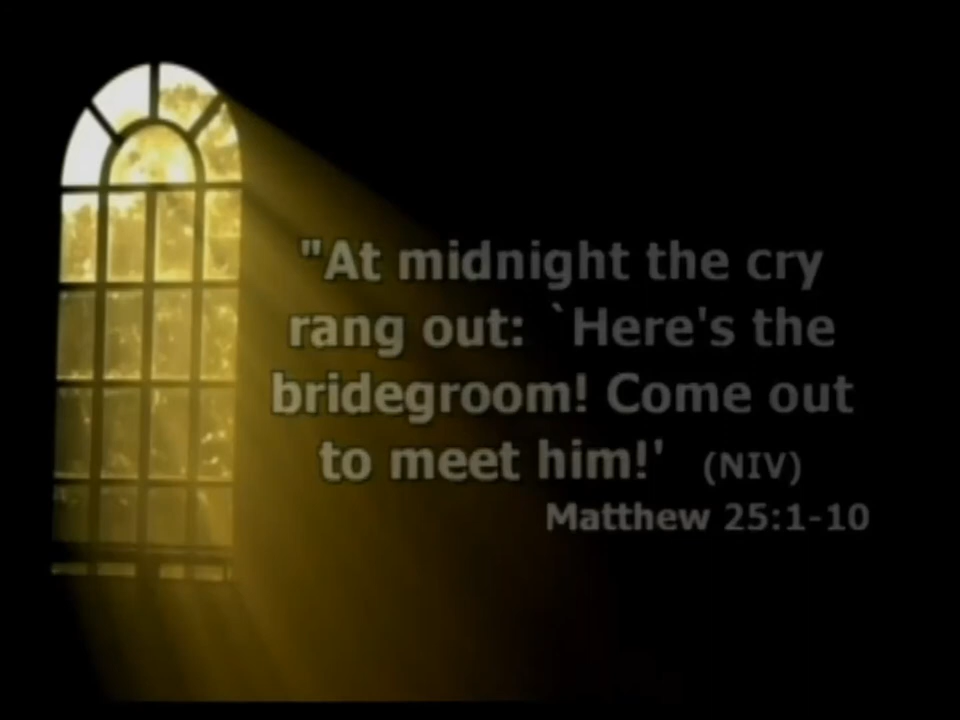 "At midnight the cry
rang out: `Here's the
bridegroom! Come out
to meet him!' (NIV)
Matthew 25:1-10